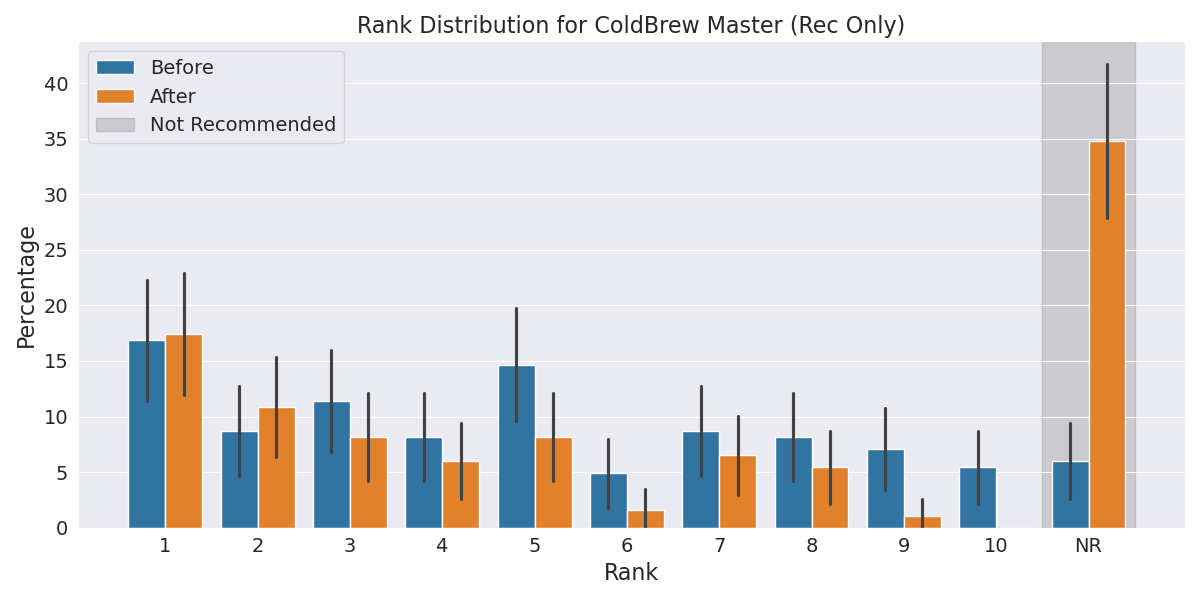 Rank Distribution for ColdBrew Master (Rec Only)
Before
After
Not Recommended
Percentage
40
35
30
25
20
15
10
5
0
1 2 3 4 5 6 7 8 9 10 NR
Rank